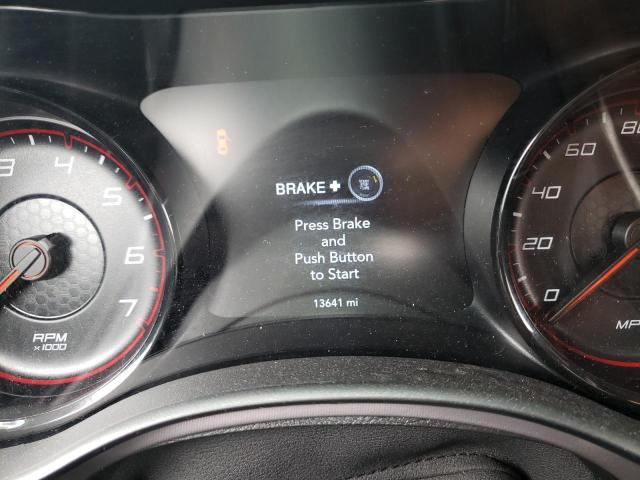 3 4 5 6 7
RPM
x1000
BRAKE +
Press Brake
and
Push Button
to Start
13641 mi
0 20 40 60 80
MP